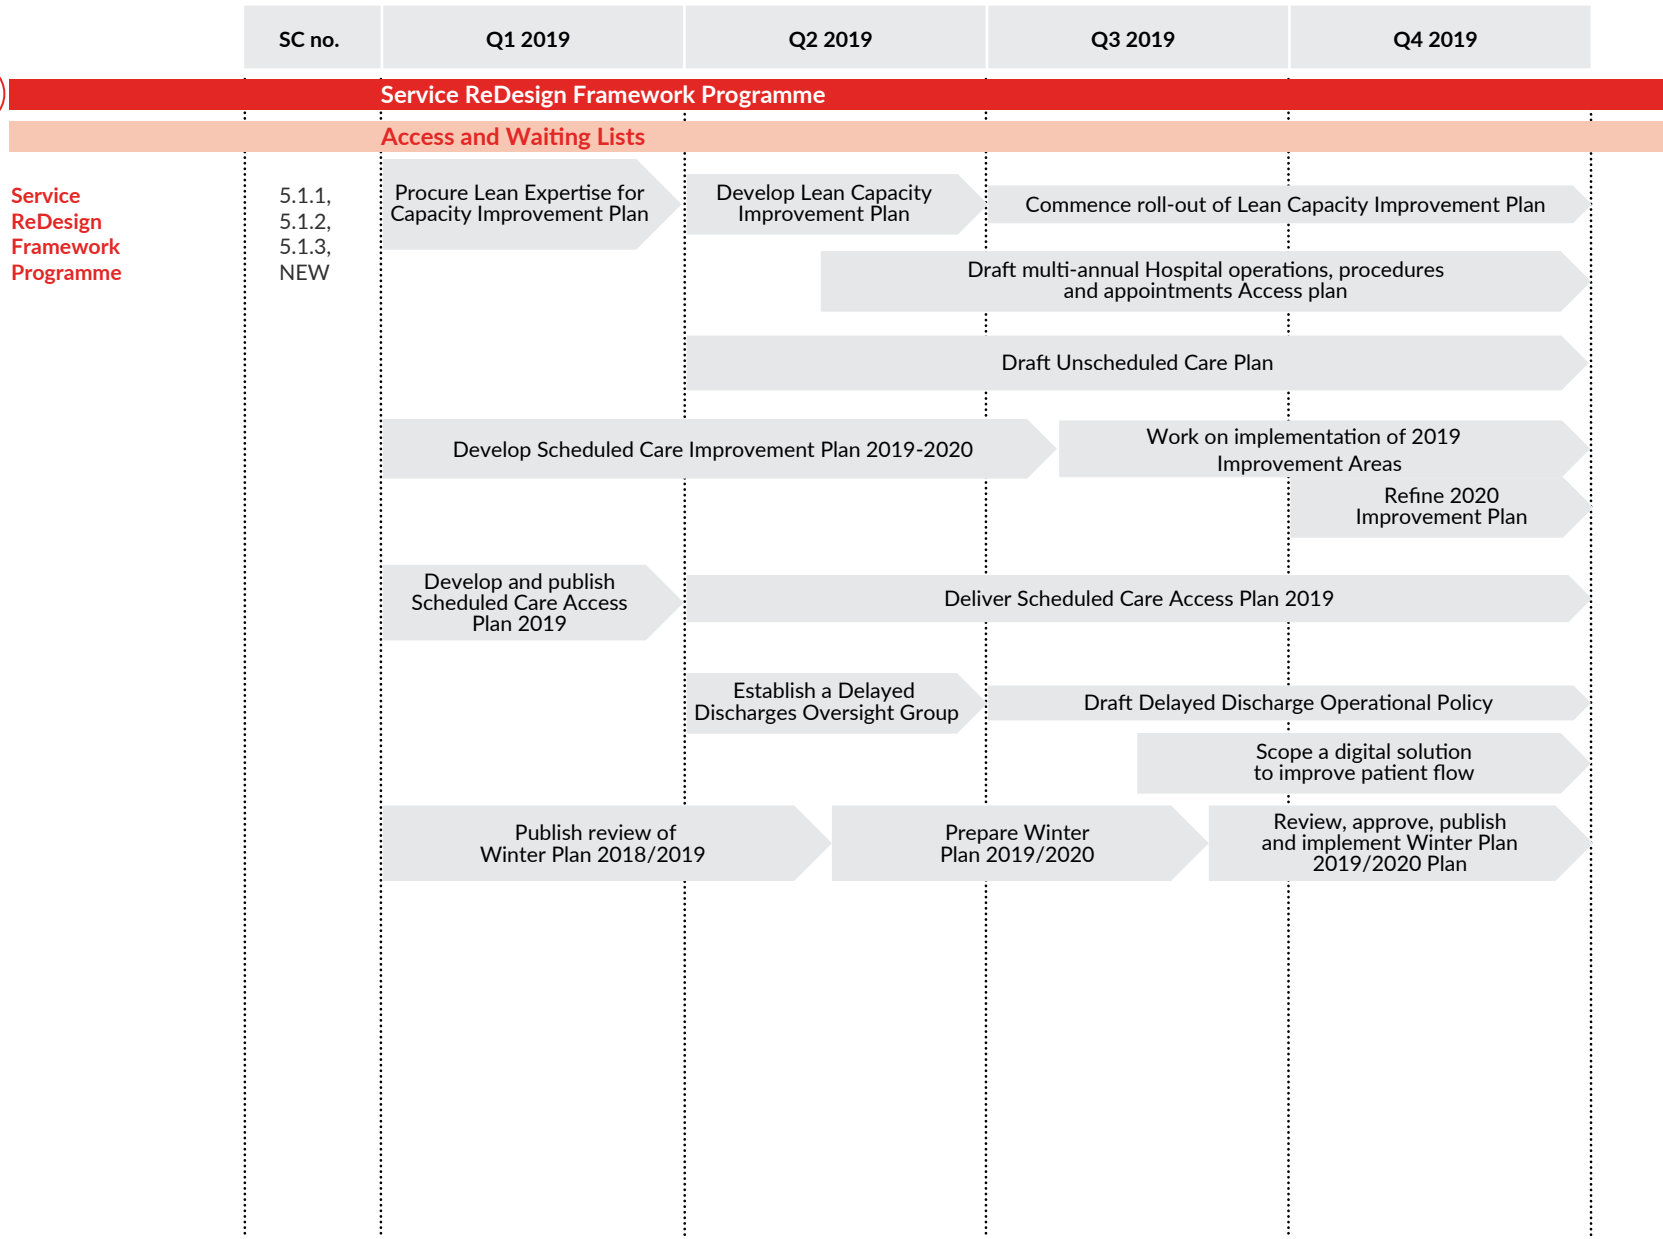 SC no.
Q1 2019
Q2 2019
Q3 2019
Q4 2019
Service ReDesign Framework Programme
Access and Waiting Lists
Service
ReDesign
Framework
Programme
5.1.1,
5.1.2,
5.1.3,
NEW
Procure Lean Expertise for
Capacity Improvement Plan
Develop Lean Capacity
Improvement Plan
Commence roll-out of Lean Capacity Improvement Plan
Draft multi-annual Hospital operations, procedures
and appointments Access plan
Draft Unscheduled Care Plan
Develop Scheduled Care Improvement Plan 2019-2020
Work on implementation of 2019
Improvement Areas
Refine 2020
Improvement Plan
Develop and publish
Scheduled Care Access
Plan 2019
Deliver Scheduled Care Access Plan 2019
Establish a Delayed
Discharges Oversight Group
Draft Delayed Discharge Operational Policy
Scope a digital solution
to improve patient flow
Publish review of
Winter Plan 2018/2019
Prepare Winter
Plan 2019/2020
Review, approve, publish
and implement Winter Plan
2019/2020 Plan